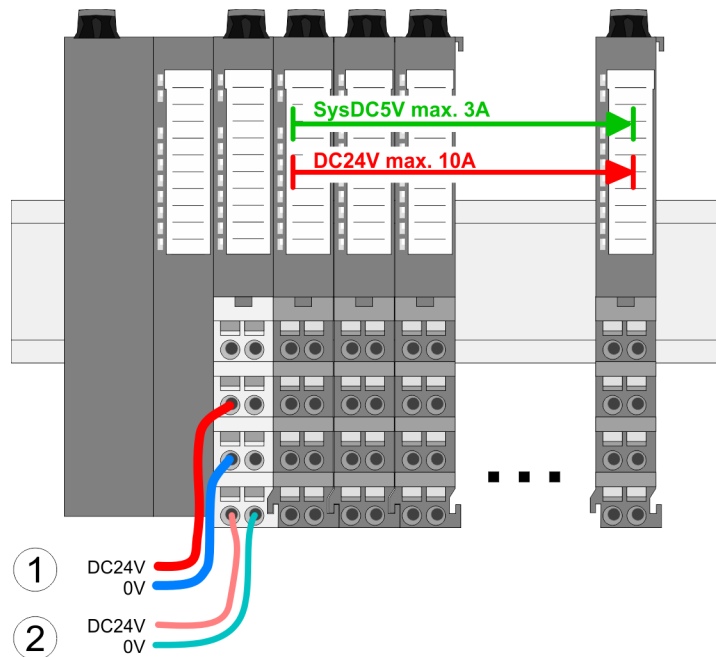 SysDC5V max. 3A
DC24V max. 10A
1 DC24V
0V
2 DC24V
0V